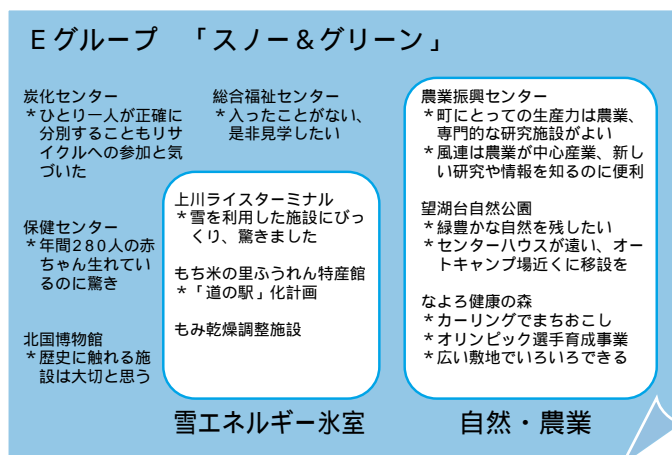 Eグループ 「スノー&グリーン」
炭化センター
*ひとり一人が正確に
分別することもリサ
イクルへの参加と気
づいた
保健センター
*年間280人の赤
ちゃん生れてい
るのに驚き
北国博物館
*歴史に触れる施
設は大切と思う
総合福祉センター
*入ったことがない、
是非見学したい
上川ライスターミナル
*雪を利用した施設にびっ
くり、驚きました
もち米の里ふうれん特産館
*「道の駅」化計画
もみ乾燥調整施設
雪エネルギー氷室
農業振興センター
*町にとっての生産力は農業、
専門的な研究施設がよい
*風連は農業が中心産業、新し
い研究や情報を知るのに便利
望湖台自然公園
*緑豊かな自然を残したい
*センターハウスが遠い、オー
トキャンプ場近くに移設を
なよろ健康の森
*カーリングでまちおこし
*オリンピック選手育成事業
*広い敷地でいろいろできる
自然・農業